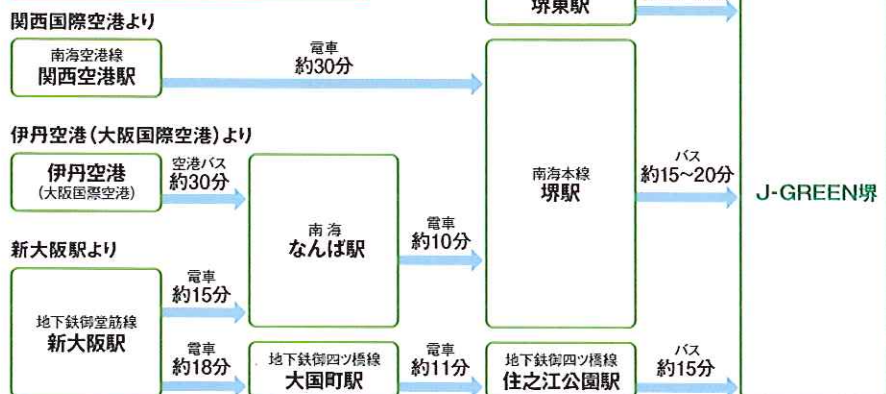 堺東駅
関西国際空港より
南海空港線
関西空港駅
電車
約30分
伊丹空港(大阪国際空港)より
伊丹空港
(大阪国際空港)
空港バス
約30分
南海
なんば駅
電車
約10分
南海本線
堺駅
バス
約15~20分
J-GREEN堺
新大阪駅より
地下鉄御堂筋線
新大阪駅
電車
約15分
電車
約18分
地下鉄御四ツ橋線
大国町駅
電車
約11分
地下鉄御四ツ橋線
住之江公園駅
バス
約15分